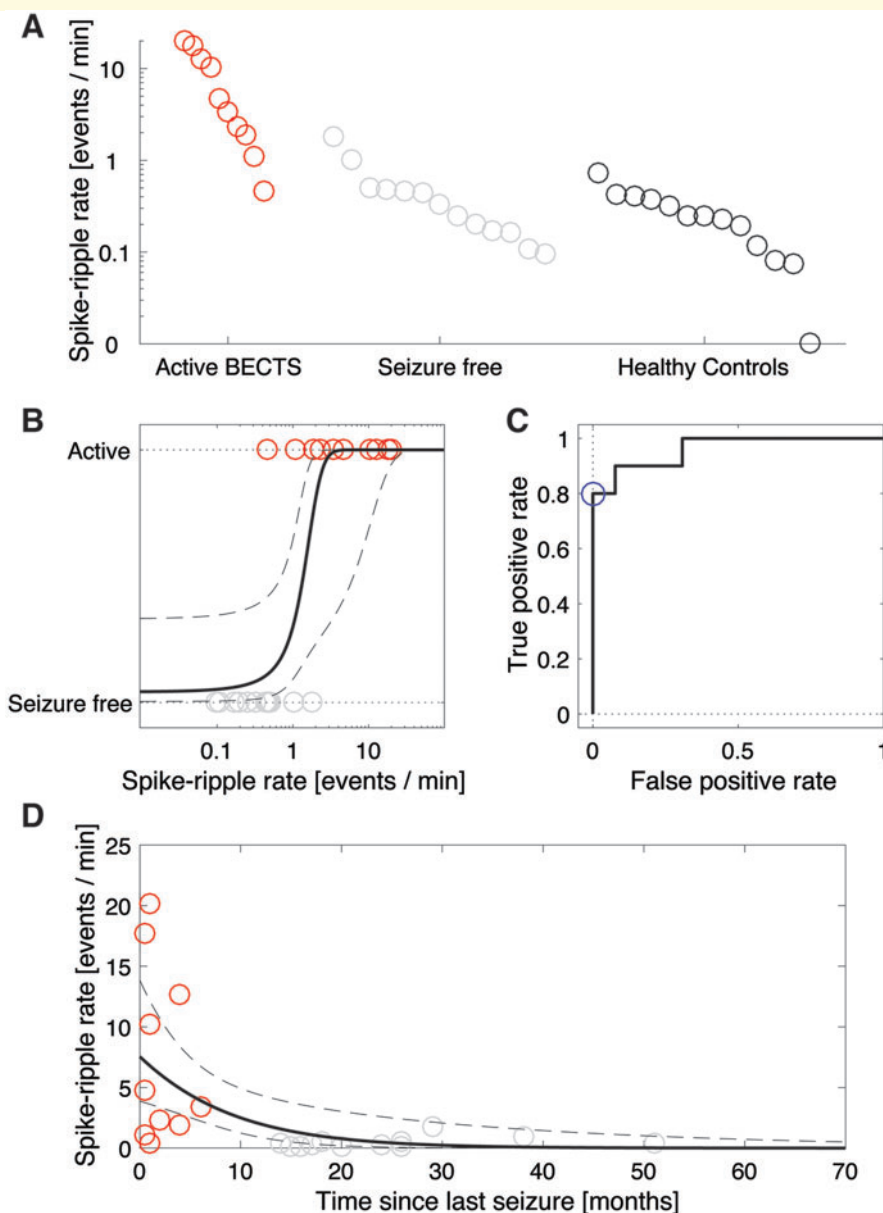 A
Spike-ripple rate [events / min]
10
1
0.1
0
Active BECTS
Seizure free
Healthy Controls
B
Active
Seizure free
0.1
1
10
Spike-ripple rate [events / min]
C
True positive rate
1
0.8
0.6
0.4
0.2
0
0
0.5
1
False positive rate
D
Spike-ripple rate [events / min]
25
20
15
10
5
0
0
10
20
30
40
50
60
70
Time since last seizure [months]